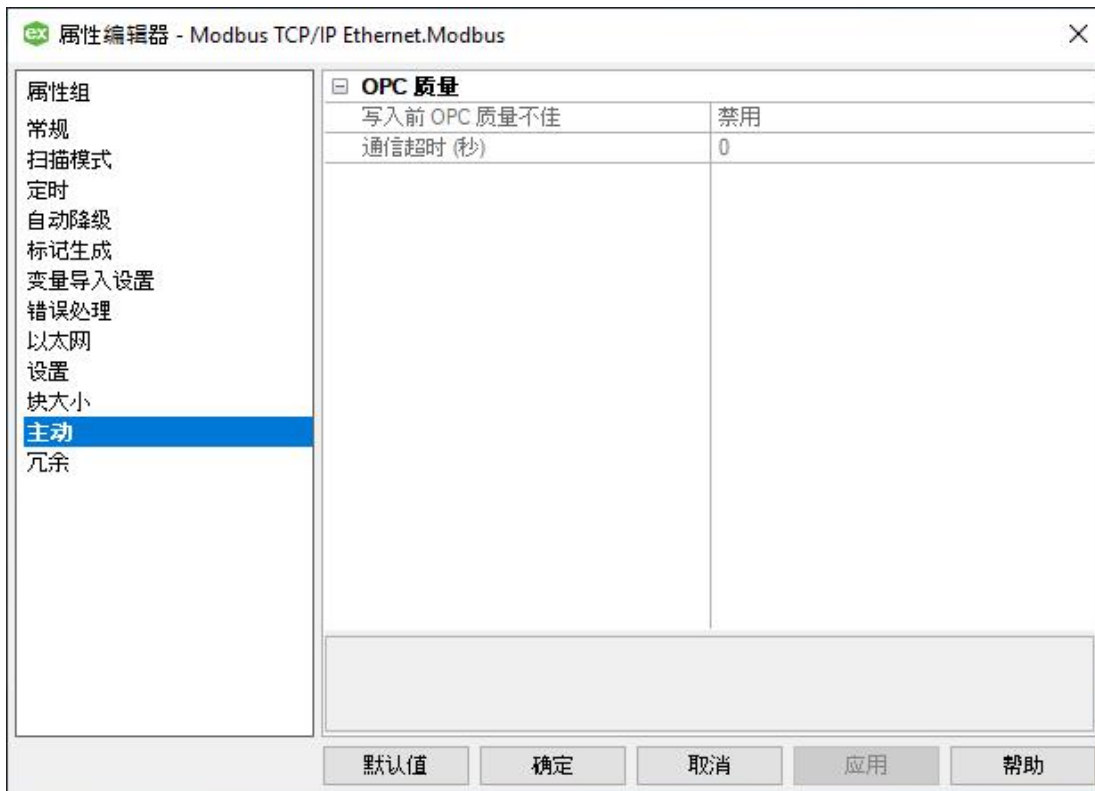 ex 属性编辑器 - Modbus TCP/IP Ethernet.Modbus
属性组
常规
扫描模式
定时
自动降级
标记生成
变量导入设置
错误处理
以太网
设置
块大小
主动
冗余
OPC 质量
写入前 OPC 质量不佳 禁用
通信超时 (秒) 0
默认值 确定 取消 应用 帮助